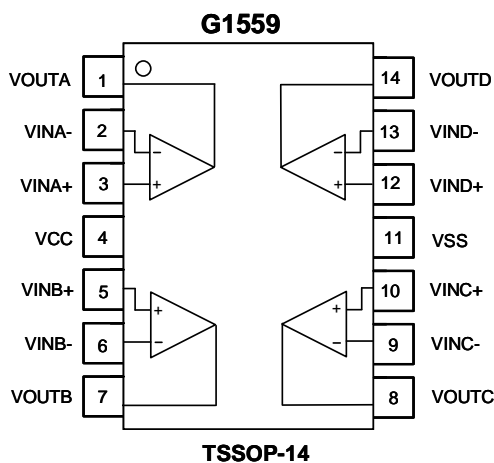 G1559
VOUTA 1 14 VOUTD
VINA- 2 13 VIND-
VINA+ 3 12 VIND+
VCC 4 11 VSS
VINB+ 5 10 VINC+
VINB- 6 9 VINC-
VOUTB 7 8 VOUTC
- + - +
+ - + -
TSSOP-14